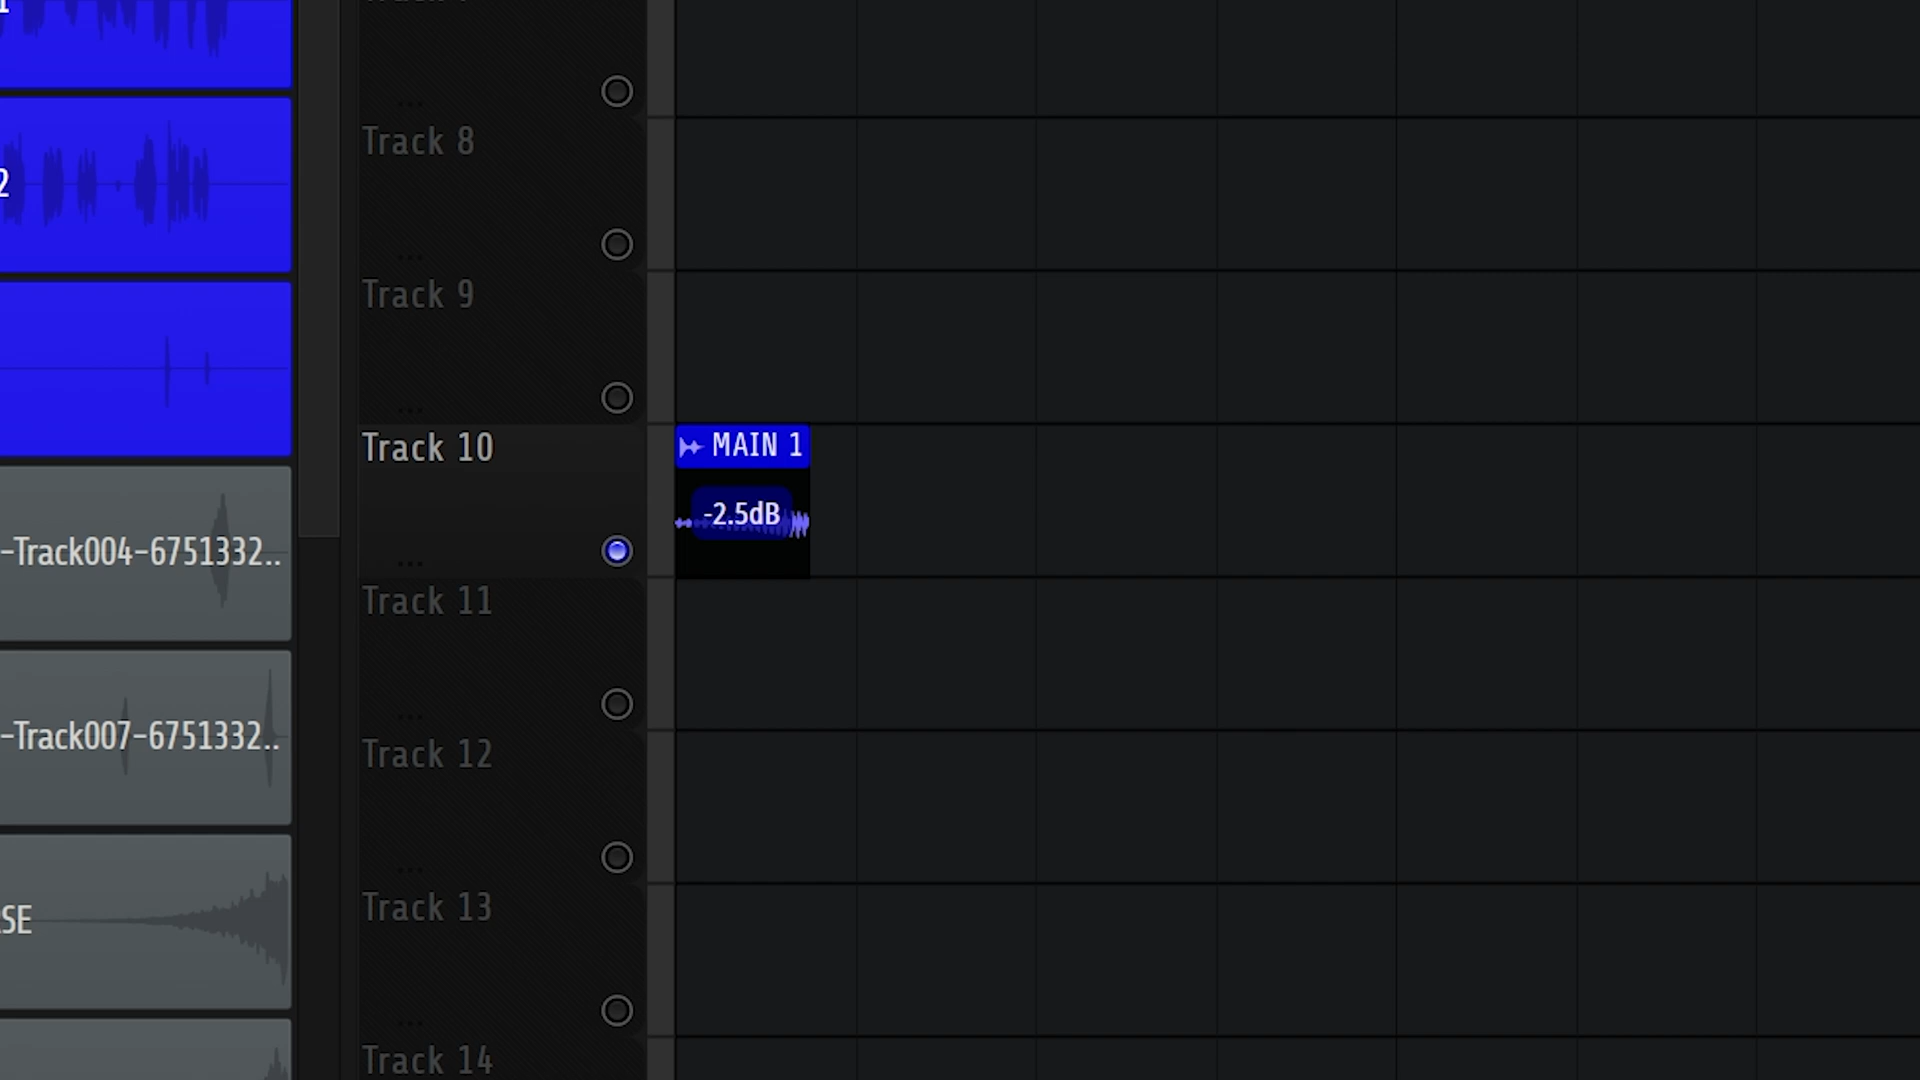 2
-Track004-6751332..
-Track007-6751332..
SE
Track 8
Track 9
Track 10
Track 11
Track 12
Track 13
Track 14
MAIN 1
-2.5dB